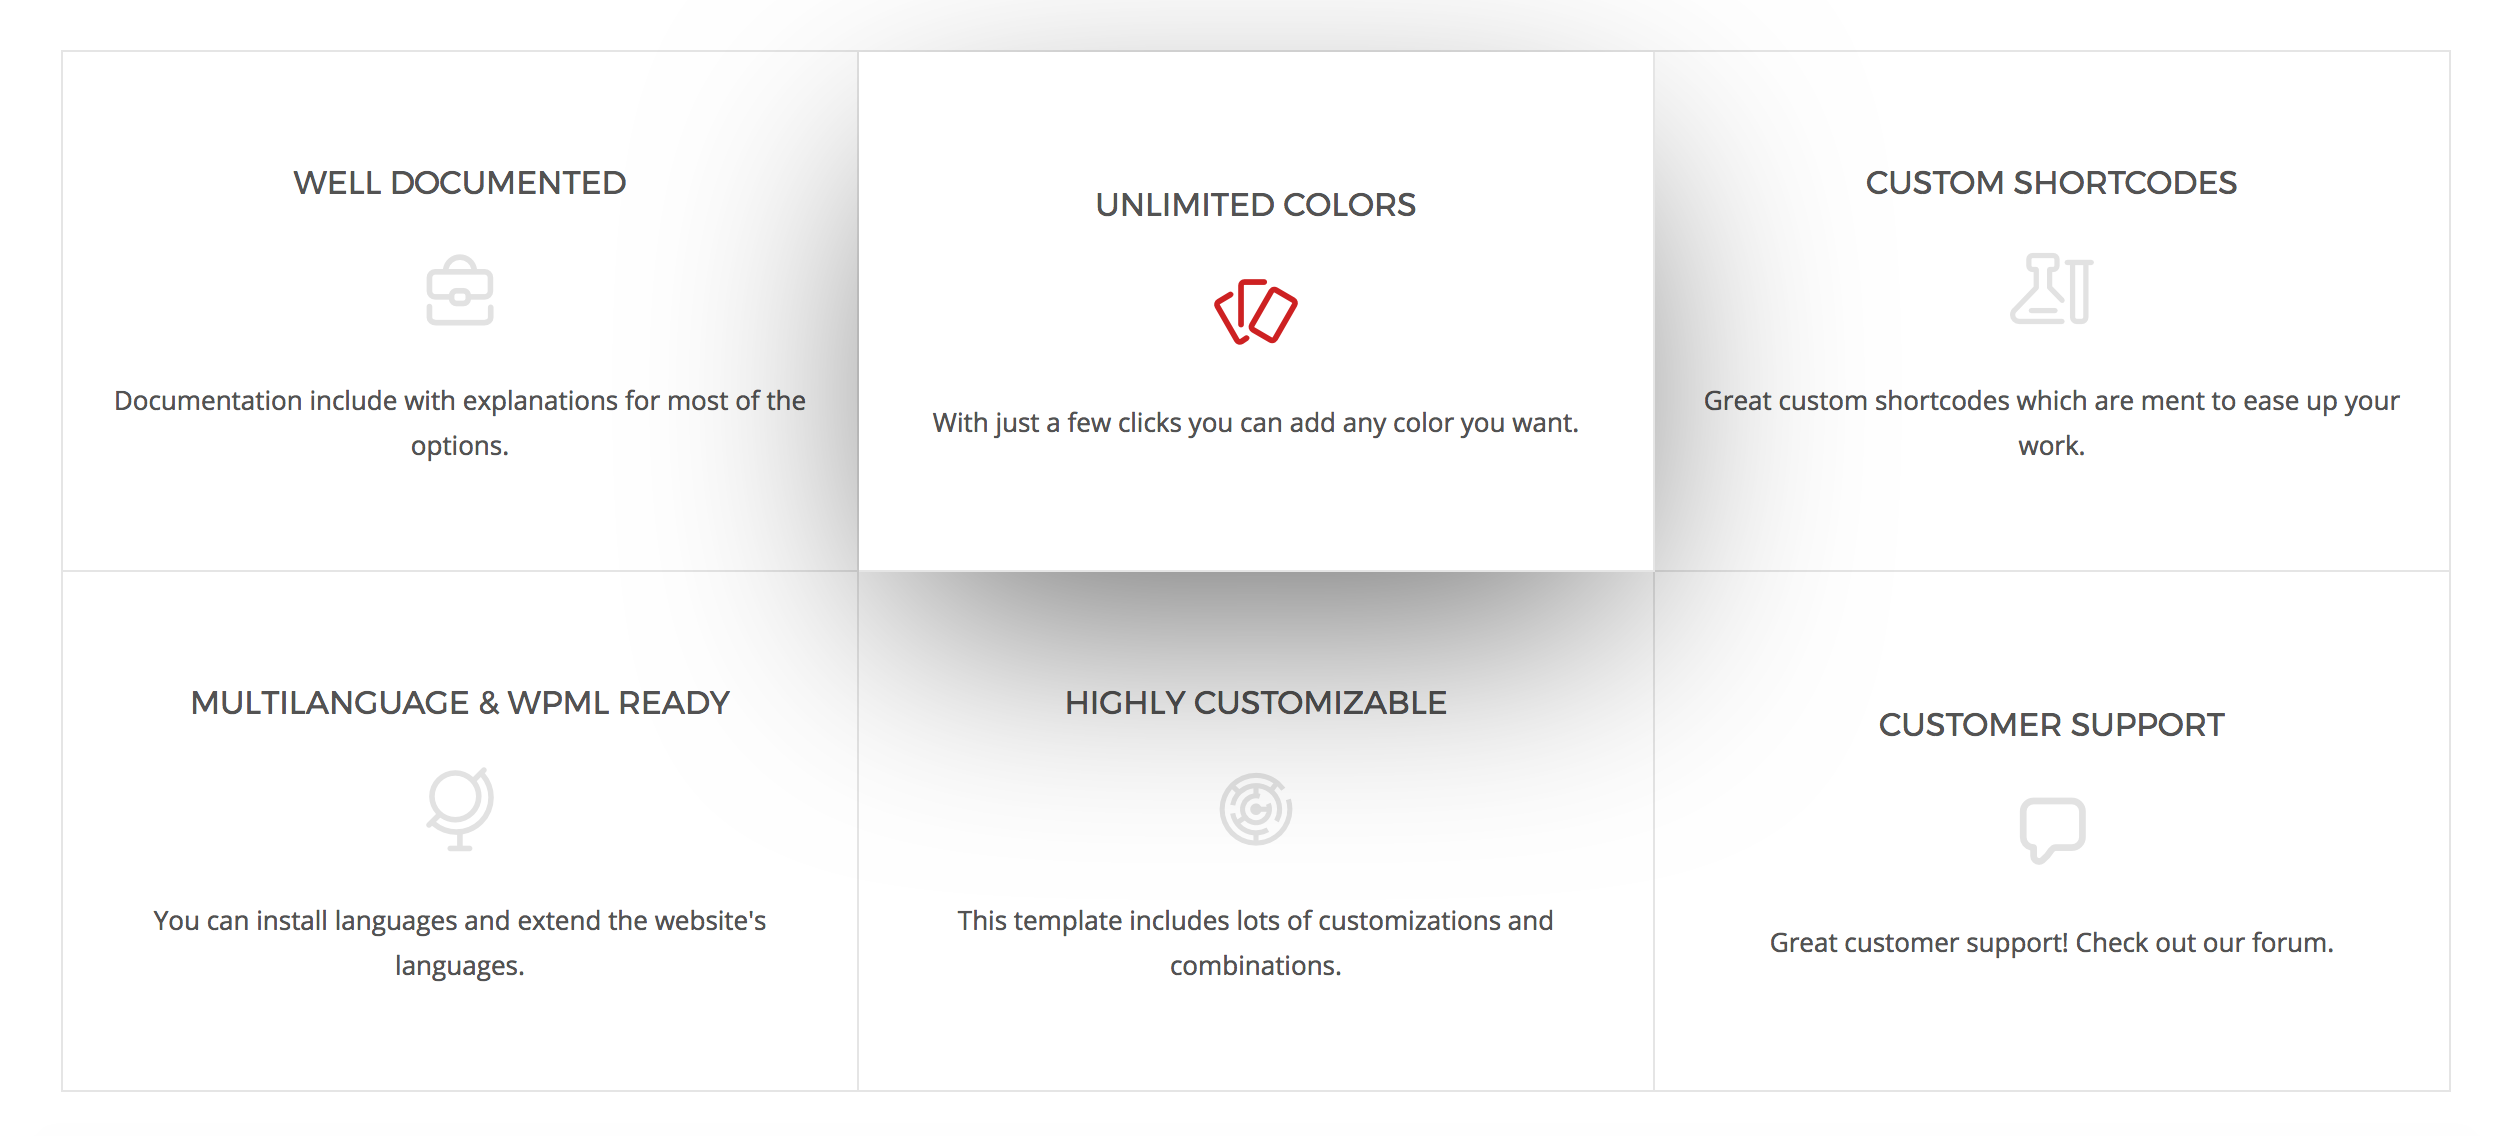 WELL DOCUMENTED
Documentation include with explanations for most of the
options.
UNLIMITED COLORS
With just a few clicks you can add any color you want.
CUSTOM SHORTCODES
Great custom shortcodes which are ment to ease up your
work.
MULTILANGUAGE & WPML READY
You can install languages and extend the website's
languages.
HIGHLY CUSTOMIZABLE
This template includes lots of customizations and
combinations.
CUSTOMER SUPPORT
Great customer support! Check out our forum.